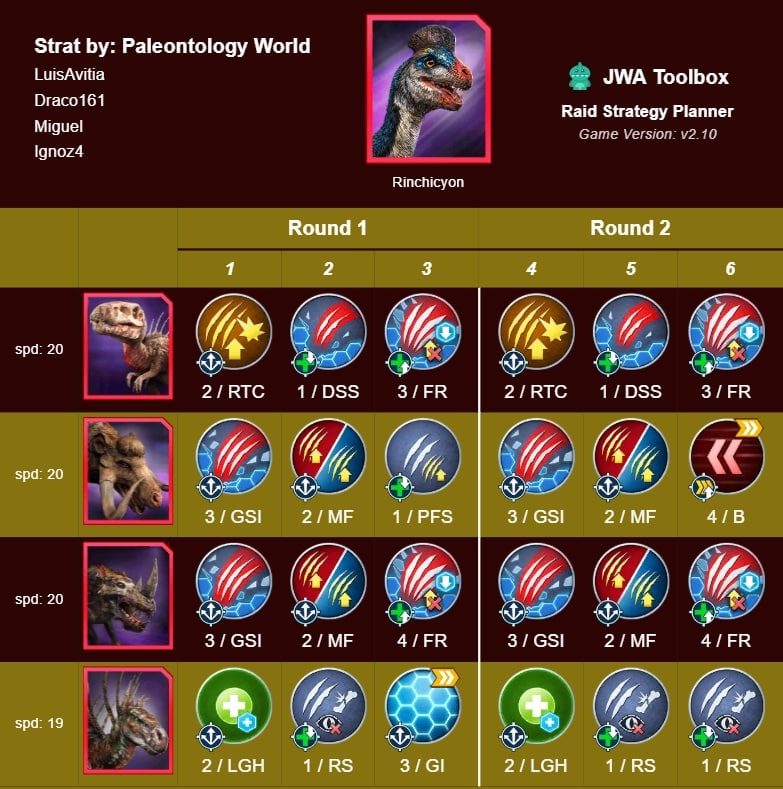 Strat by: Paleontology World
LuisAvitia
Draco161
Miguel
Ignoz4
JWA Toolbox
Raid Strategy Planner
Game Version: v2.10
Rinchicyon
Round 1 Round 2
1 2 3 4 5 6
spd: 20
2 / RTC 1 / DSS 3 / FR 2 / RTC 1 / DSS 3 / FR
spd: 20
3 / GSI 2 / MF 1 / PFS 3 / GSI 2 / MF 4 / B
spd: 20
3 / GSI 2 / MF 4 / FR 3 / GSI 2 / MF 4 / FR
spd: 19
2 / LGH 1 / RS 3 / GI 2 / LGH 1 / RS 1 / RS